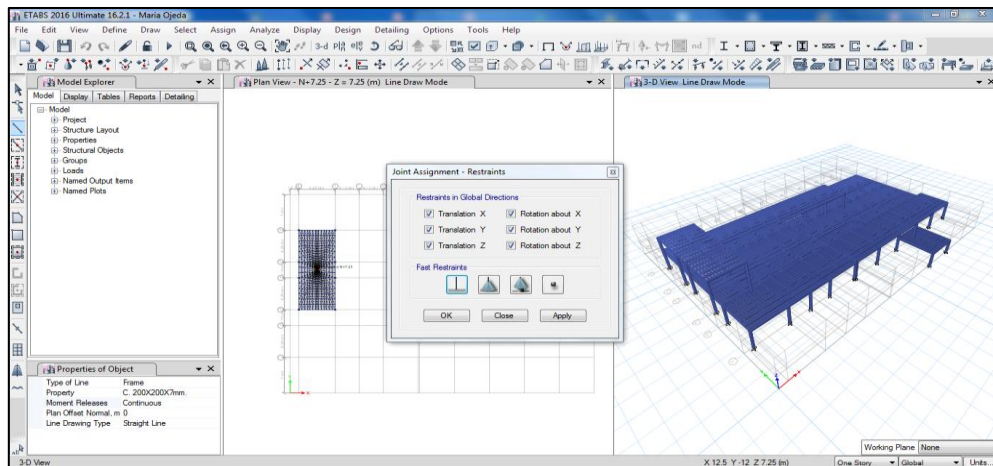 ETABS 2016 Ultimate 16.2.1 - Maria Ojeda
File Edit View Define Draw Select Assign Analyze Display Design Detailing Options Tools Help
Model Explorer
Model Display Tables Reports Detailing
Model
Project
Structure Layout
Properties
Structural Objects
Groups
Loads
Named Output Items
Named Plots
Properties of Object
Type of Line Frame
Property C. 200X200X7mm.
Moment Releases Continuous
Plan Offset Normal, m 0
Line Drawing Type Straight Line
Plan View - N+7.25 - Z = 7.25 (m) Line Draw Mode
Joint Assignment - Restraints
Restraints in Global Directions
Translation X Rotation about X
Translation Y Rotation about Y
Translation Z Rotation about Z
Fast Restraints
OK Close Apply
3-D View Line Draw Mode
Working Plane None
3-D View X 12.5 Y -12 Z 7.25 (m) One Story Global Units...